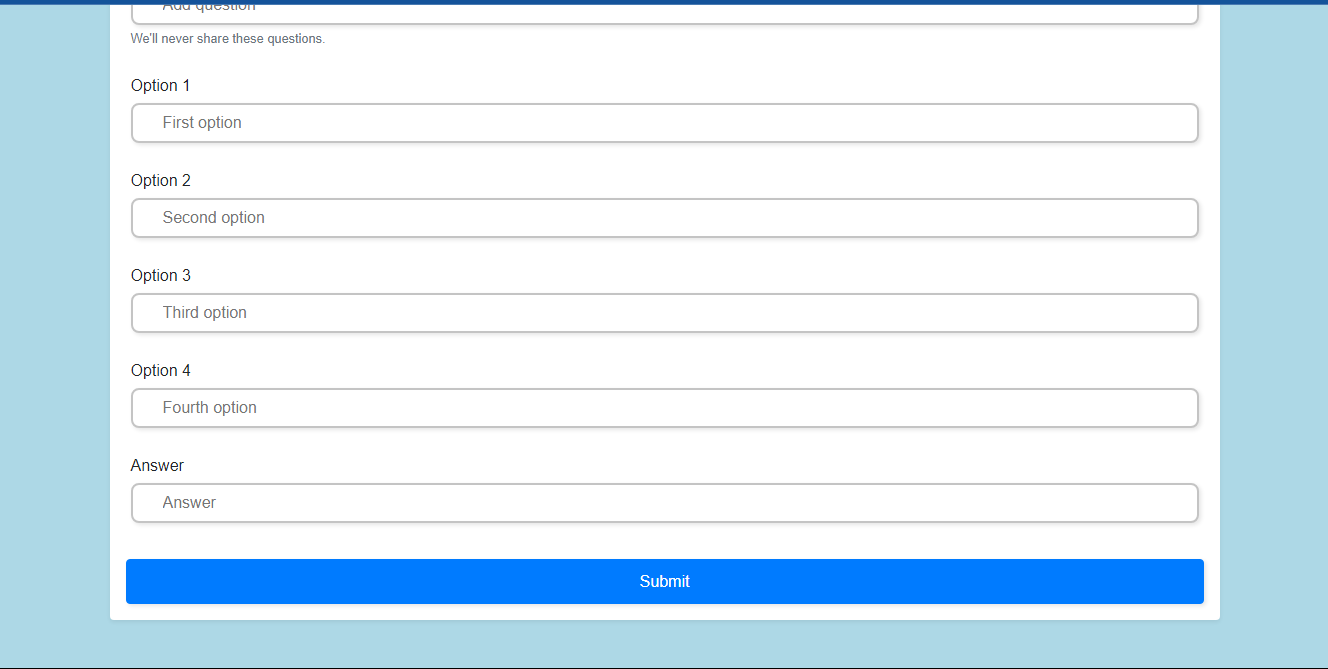 Add question
We'll never share these questions.
Option 1
First option
Option 2
Second option
Option 3
Third option
Option 4
Fourth option
Answer
Answer
Submit